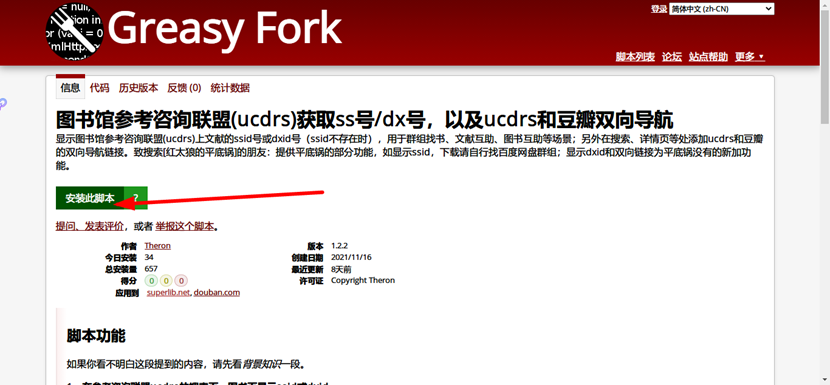 = null,
tion in
or (var i = 0
mlHttp
Greasy Fork
登录 简体中文 (zh-CN)
脚本列表 论坛 站点帮助 更多 ▼
信息 代码 历史版本 反馈 (0) 统计数据
图书馆参考咨询联盟(ucdrs)获取ss号/dx号，以及ucdrs和豆瓣双向导航
显示图书馆参考咨询联盟(ucdrs)上文献的ssid号或dxid号（ssid不存在时），用于群组找书、文献互助、图书互助等场景；另外在搜索、详情页等处添加ucdrs和豆瓣
的双向导航链接。致搜索[红太狼的平底锅]的朋友：提供平底锅的部分功能，如显示ssid，下载请自行找百度网盘群组；显示dxid和双向链接为平底锅没有的新加功
能。
安装此脚本 ?
提问、发表评价，或者 举报这个脚本。
作者 Theron 版本 1.2.2
今日安装 34 创建日期 2021/11/16
总安装量 657 最近更新 8天前
得分 0 0 0 许可证 Copyright Theron
应用到 superlib.net, douban.com
脚本功能
如果你看不明白这段提到的内容，请先看背景知识一段。